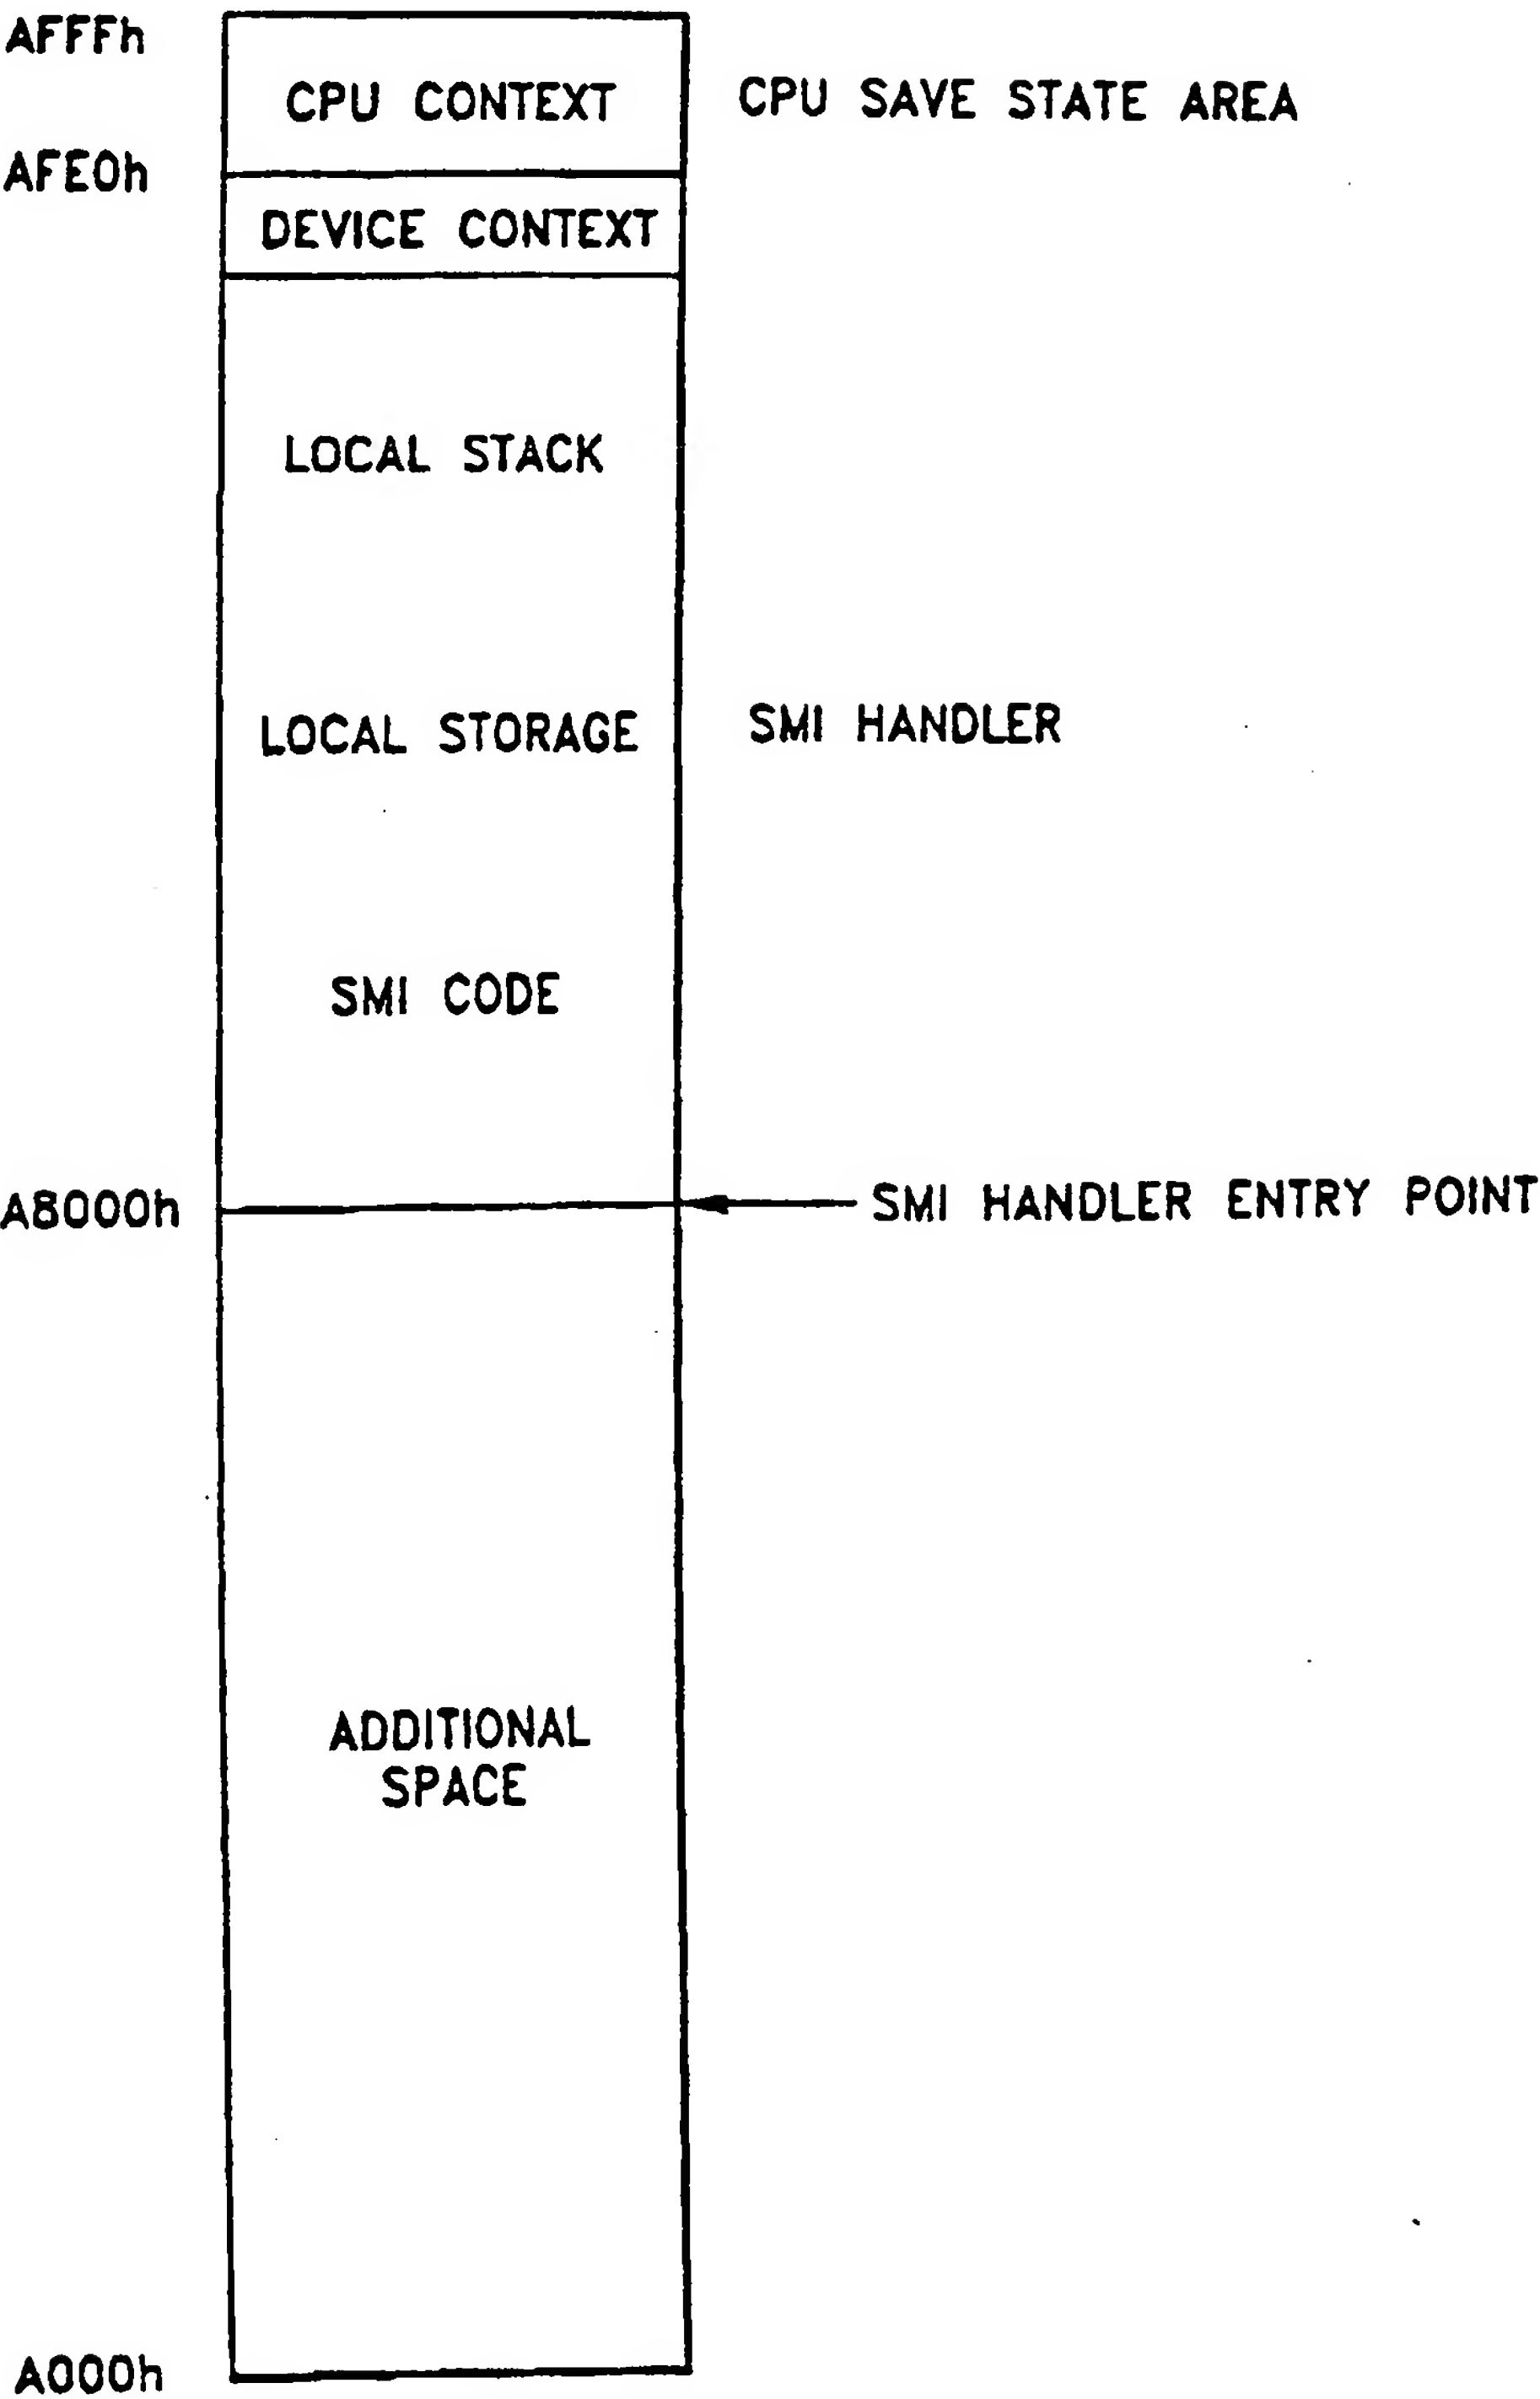 AFFFh
CPU CONTEXT
CPU SAVE STATE AREA
AFE0h
DEVICE CONTEXT
LOCAL STACK
LOCAL STORAGE
SMI HANDLER
SMI CODE
A8000h
SMI HANDLER ENTRY POINT
ADDITIONAL
SPACE
A000h